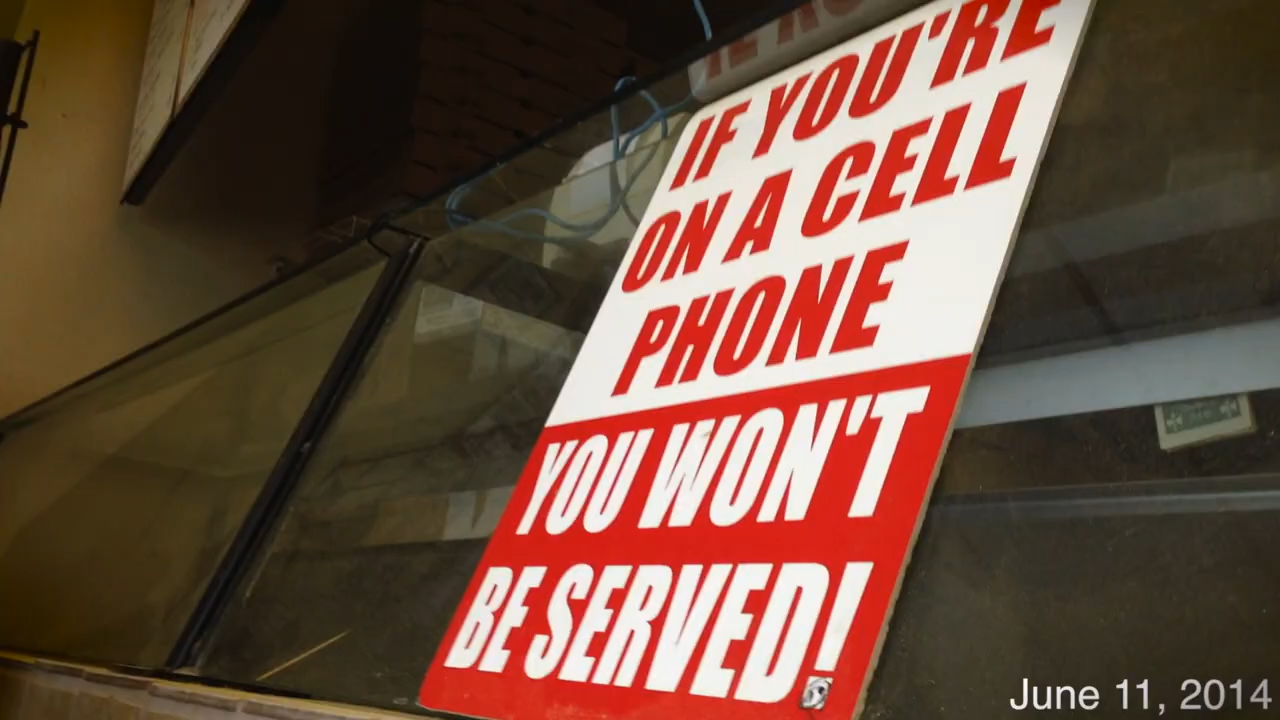 IF YOU'RE
ON A CELL
PHONE
YOU WON'T
BE SERVED!
June 11, 2014